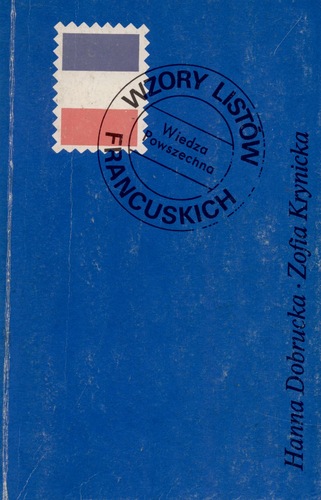 WZORY LISTÓW
FRANCUSKICH
Wiedza
Powszechna
Hanna Dobrucka · Zofia Krynicka